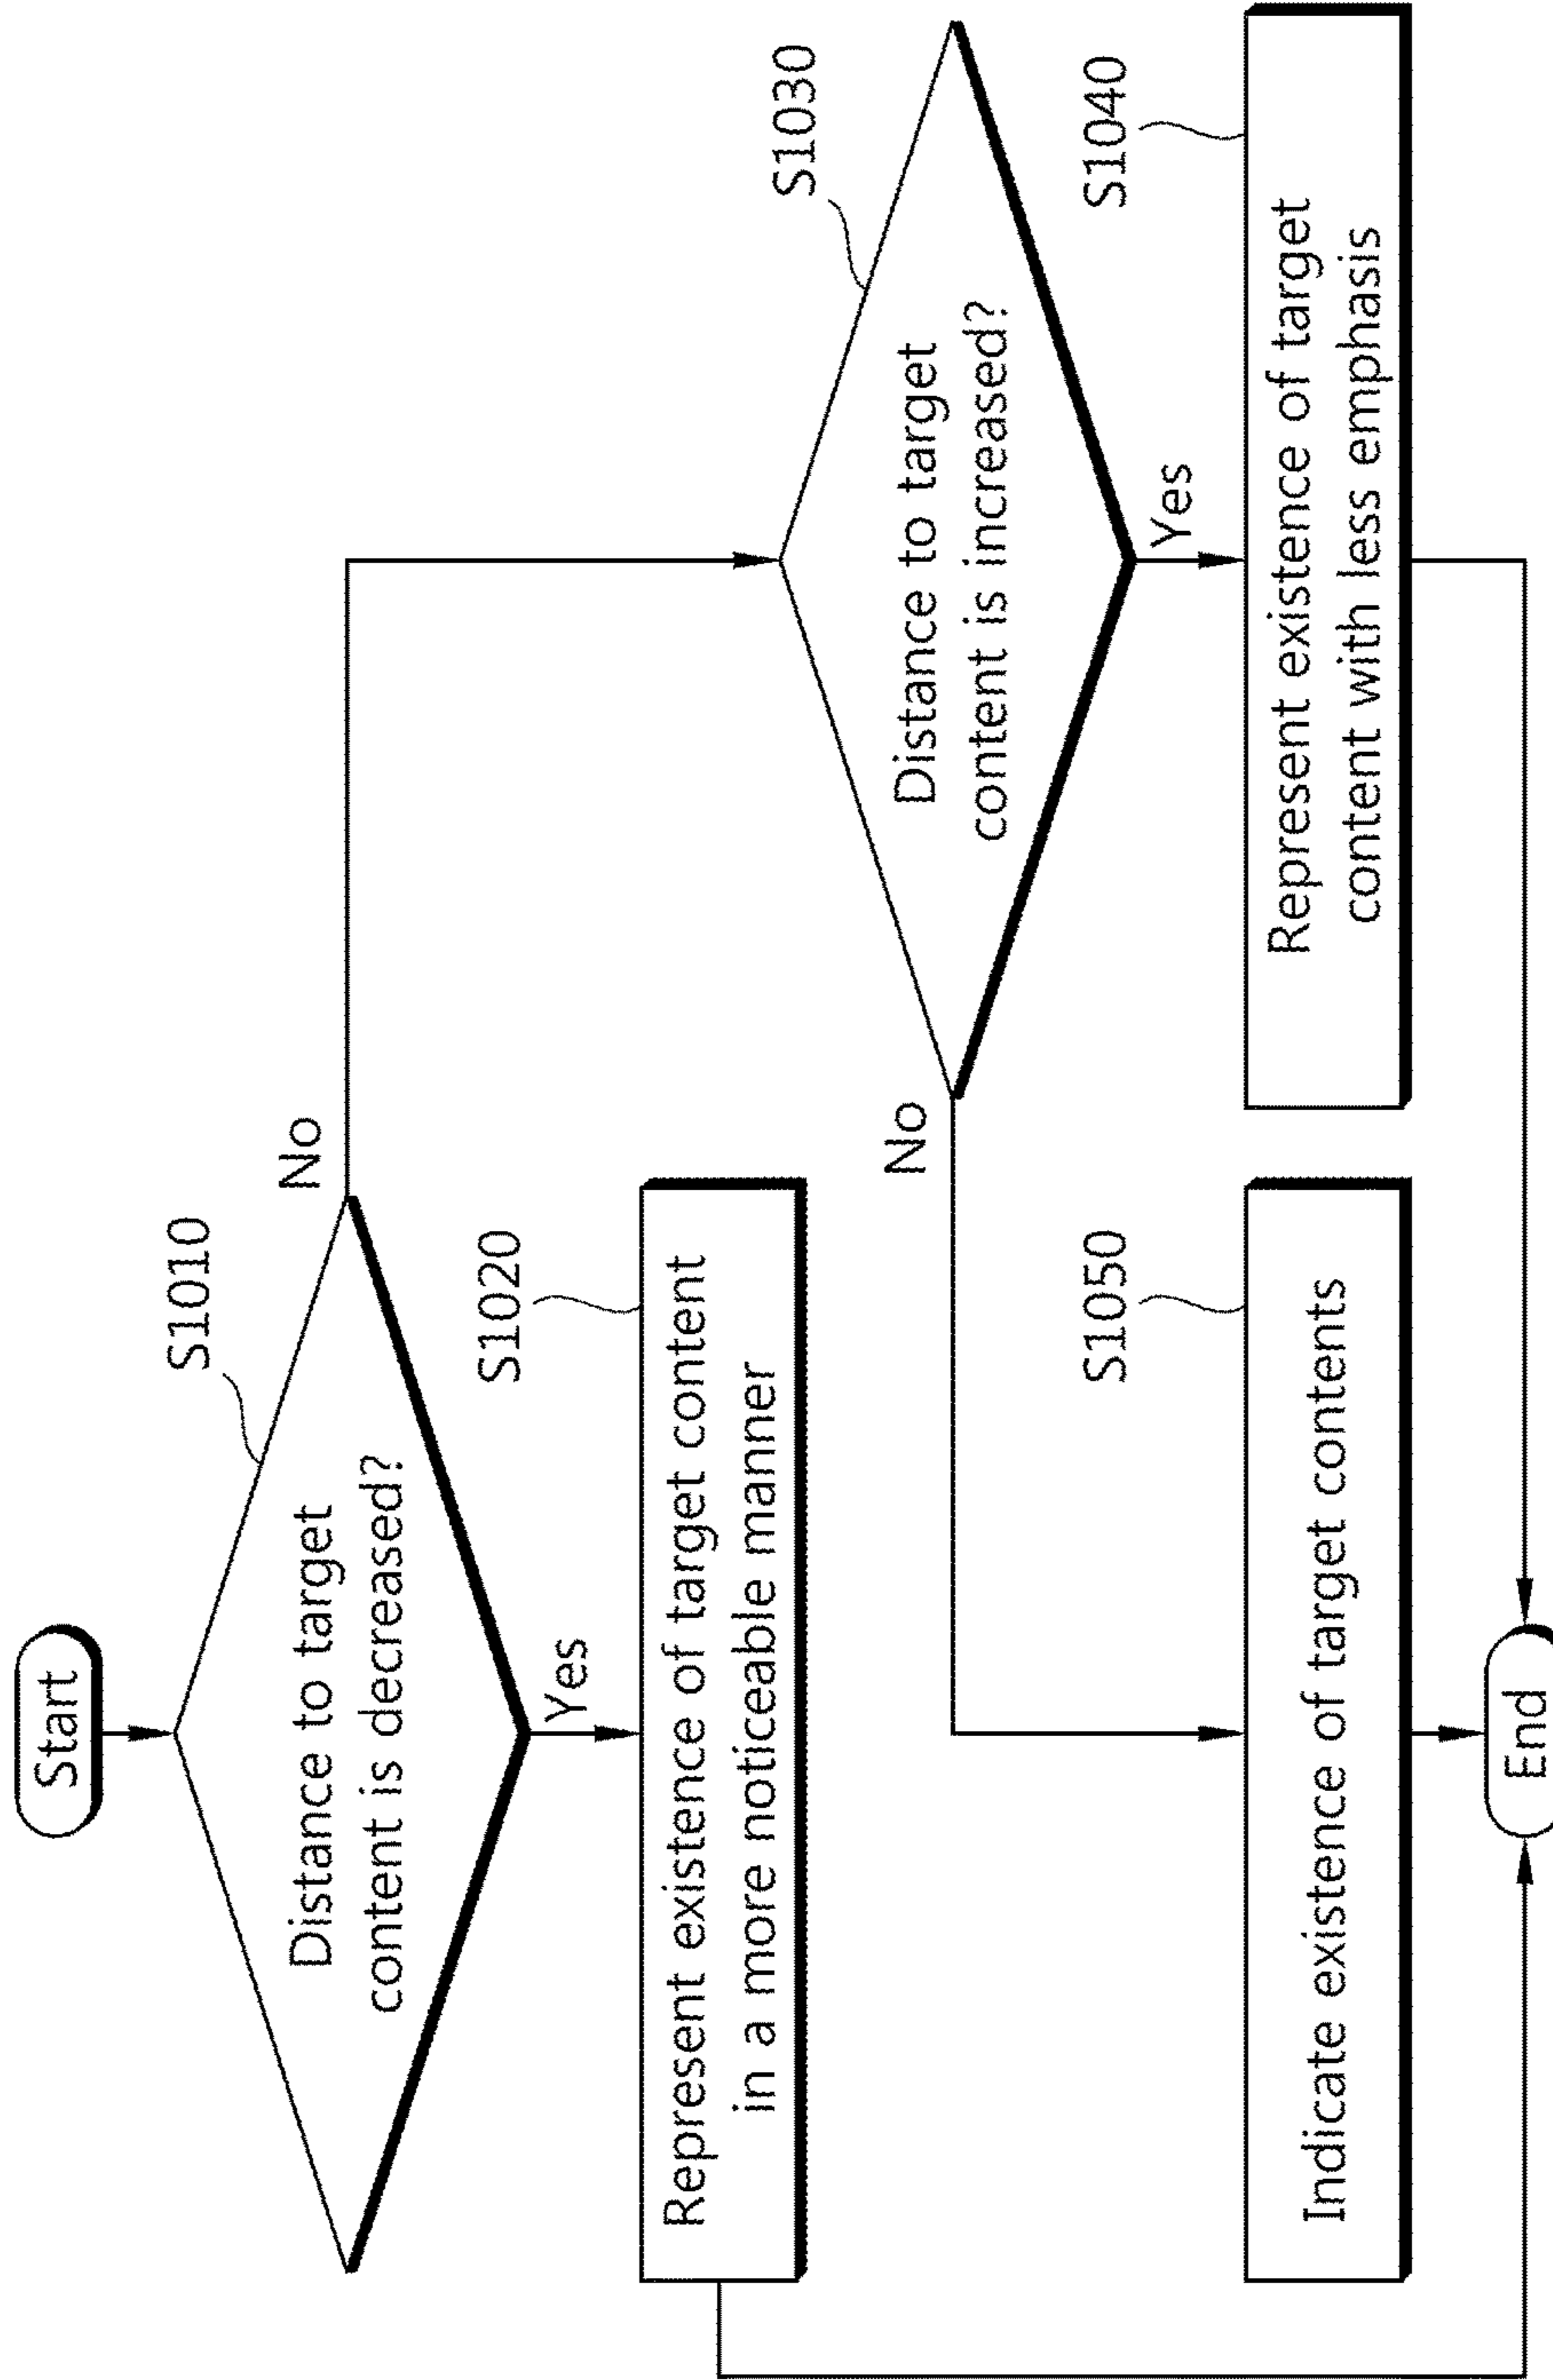 Start
S1010
Distance to target
content is decreased?
No
Yes
S1020
Represent existence of target content
in a more noticeable manner
S1030
Distance to target
content is increased?
No
Yes
S1040
Represent existence of target
content with less emphasis
S1050
Indicate existence of target contents
End